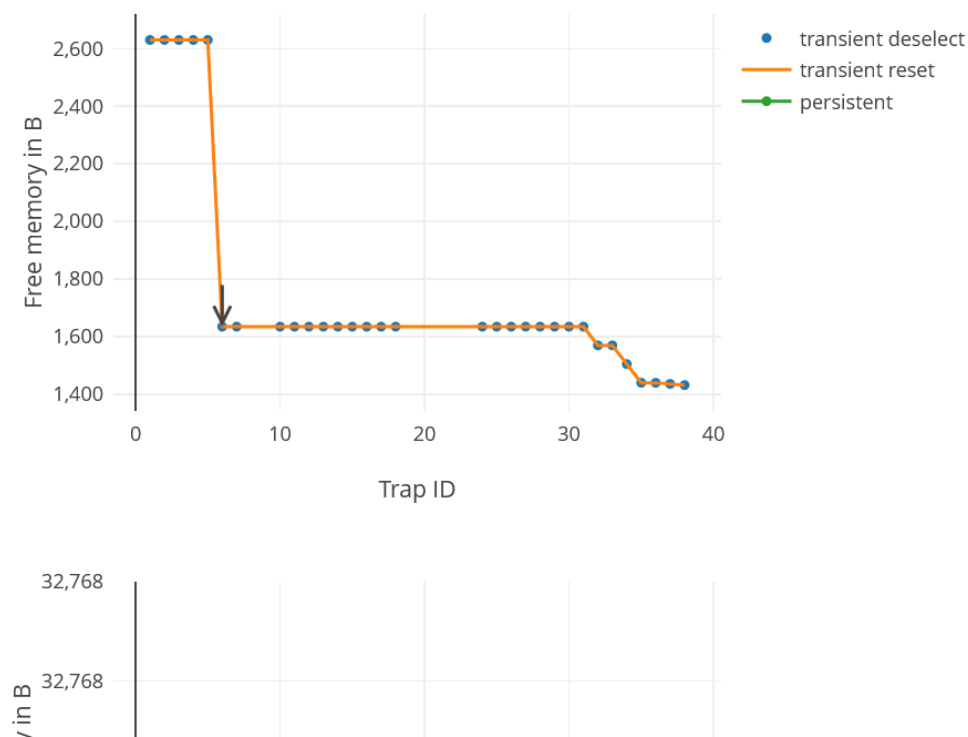 2,600
2,400
2,200
2,000
1,800
1,600
1,400
Free memory in B
0 10 20 30 40
Trap ID
transient deselect
transient reset
persistent
32,768
32,768
y in B